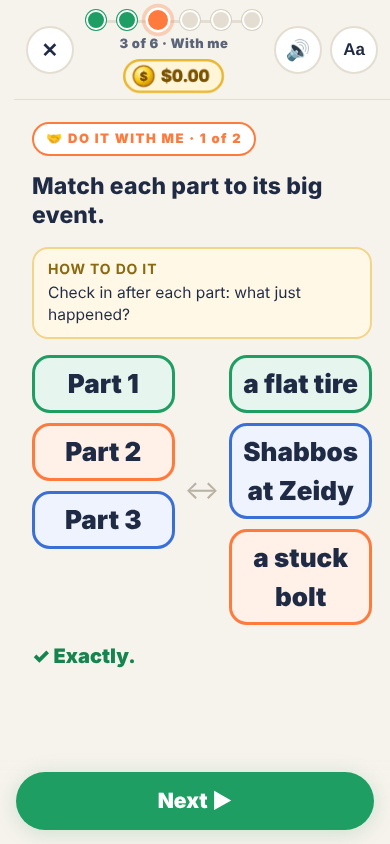 ✕
3 of 6 · With me
🔊
Aa
$ $0.00
🤝 DO IT WITH ME · 1 of 2
Match each part to its big
event.
HOW TO DO IT
Check in after each part: what just
happened?
Part 1
a flat tire
Part 2
Shabbos
at Zeidy
↔
Part 3
a stuck
bolt
✓ Exactly.
Next ▶